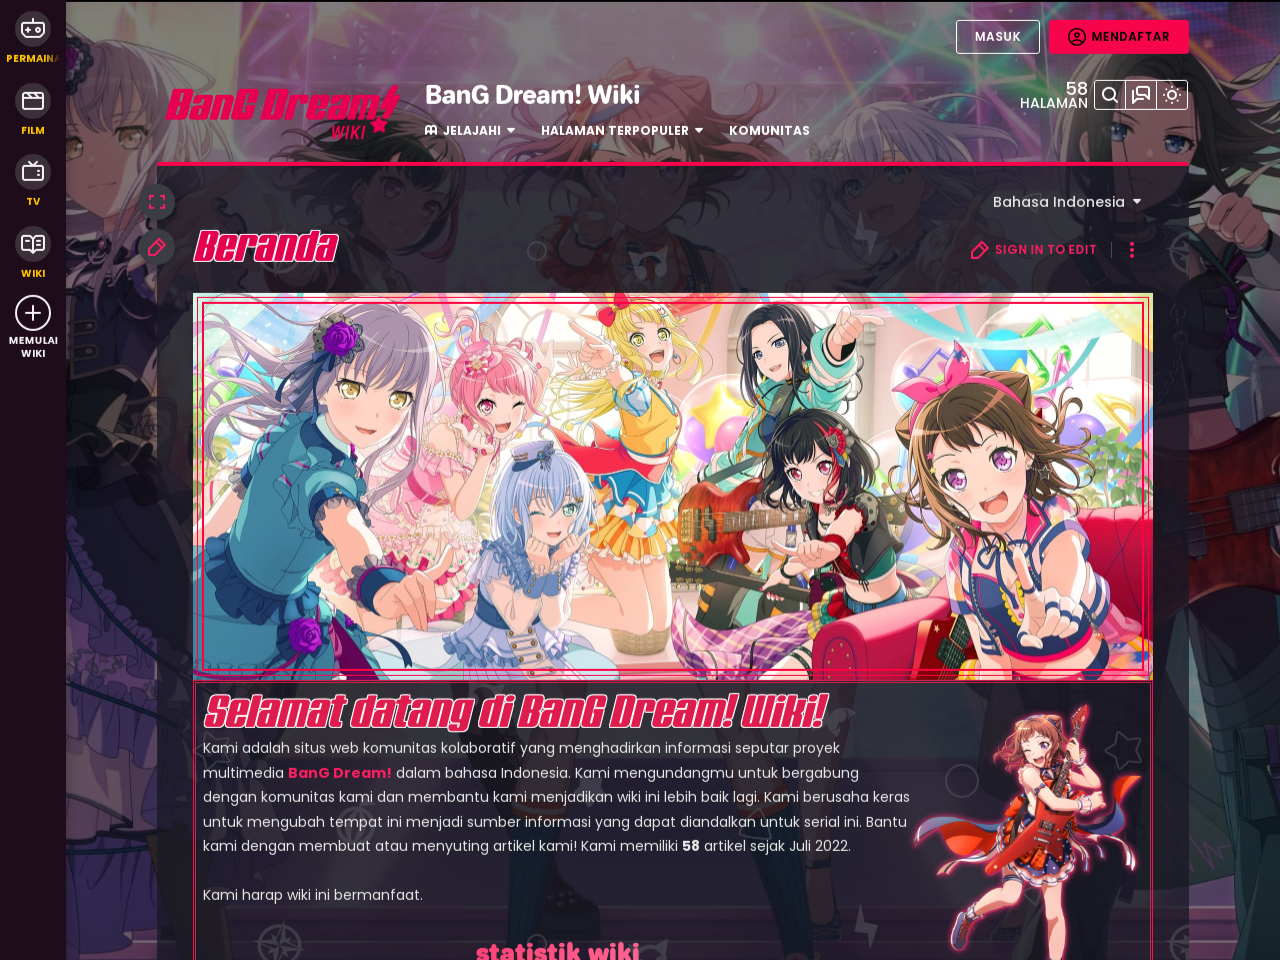 MASUK
MENDAFTAR
PERMAINA
FILM
TV
WIKI
MEMULAI
WIKI
BanG Dream!
WIKI
BanG Dream! Wiki
58
HALAMAN
JELAJAHI
HALAMAN TERPOPULER
KOMUNITAS
Bahasa Indonesia
Beranda
SIGN IN TO EDIT
Selamat datang di BanG Dream! Wiki!
Kami adalah situs web komunitas kolaboratif yang menghadirkan informasi seputar proyek
multimedia BanG Dream! dalam bahasa Indonesia. Kami mengundangmu untuk bergabung
dengan komunitas kami dan membantu kami menjadikan wiki ini lebih baik lagi. Kami berusaha keras
untuk mengubah tempat ini menjadi sumber informasi yang dapat diandalkan untuk serial ini. Bantu
kami dengan membuat atau menyuting artikel kami! Kami memiliki 58 artikel sejak Juli 2022.
Kami harap wiki ini bermanfaat.
statistik wiki